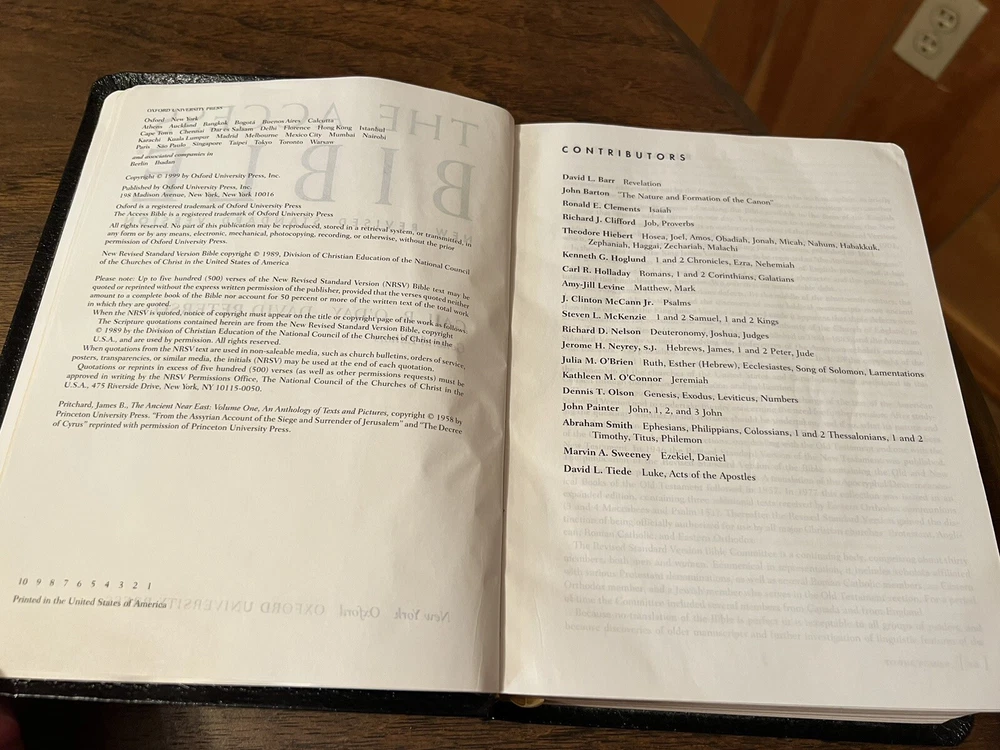 OXFORD UNIVERSITY PRESS
Oxford New York
Athens Auckland Bangkok Bogotá Buenos Aires Calcutta
Cape Town Chennai Dar es Salaam Delhi Florence Hong Kong Istanbul
Karachi Kuala Lumpur Madrid Melbourne Mexico City Mumbai Nairobi
Paris São Paulo Singapore Taipei Tokyo Toronto Warsaw
and associated companies in
Berlin Ibadan
Copyright © 1999 by Oxford University Press, Inc.
Published by Oxford University Press, Inc.
198 Madison Avenue, New York, New York 10016
Oxford is a registered trademark of Oxford University Press
The Access Bible is a registered trademark of Oxford University Press
All rights reserved. No part of this publication may be reproduced, stored in a retrieval system, or transmitted, in
any form or by any means, electronic, mechanical, photocopying, recording, or otherwise, without the prior
permission of Oxford University Press.
New Revised Standard Version Bible copyright © 1989, Division of Christian Education of the National Council
of the Churches of Christ in the United States of America
Please note: Up to five hundred (500) verses of the New Revised Standard Version (NRSV) Bible text may be
quoted or reprinted without the express written permission of the publisher, provided that the verses quoted neither
amount to a complete book of the Bible nor account for 50 percent or more of the written text of the total work
in which they are quoted.
When the NRSV is quoted, notice of copyright must appear on the title or copyright page of the work as follows:
The Scripture quotations contained herein are from the New Revised Standard Version Bible, copyright
© 1989 by the Division of Christian Education of the National Council of the Churches of Christ in the
U.S.A., and are used by permission. All rights reserved.
When quotations from the NRSV text are used in non-saleable media, such as church bulletins, orders of service,
posters, transparencies, or similar media, the initials (NRSV) may be used at the end of each quotation.
Quotations or reprints in excess of five hundred (500) verses (as well as other permissions requests) must be
approved in writing by the NRSV Permissions Office, The National Council of the Churches of Christ in the
U.S.A., 475 Riverside Drive, New York, NY 10115-0050.
Pritchard, James B., The Ancient Near East: Volume One, An Anthology of Texts and Pictures, copyright © 1958 by
Princeton University Press. "From the Assyrian Account of the Siege and Surrender of Jerusalem" and "The Decree
of Cyrus" reprinted with permission of Princeton University Press.
10 9 8 7 6 5 4 3 2 1
Printed in the United States of America
CONTRIBUTORS
David L. Barr Revelation
John Barton "The Nature and Formation of the Canon"
Ronald E. Clements Isaiah
Richard J. Clifford Job, Proverbs
Theodore Hiebert Hosea, Joel, Amos, Obadiah, Jonah, Micah, Nahum, Habakkuk,
Zephaniah, Haggai, Zechariah, Malachi
Kenneth G. Hoglund 1 and 2 Chronicles, Ezra, Nehemiah
Carl R. Holladay Romans, 1 and 2 Corinthians, Galatians
Amy-Jill Levine Matthew, Mark
J. Clinton McCann Jr. Psalms
Steven L. McKenzie 1 and 2 Samuel, 1 and 2 Kings
Richard D. Nelson Deuteronomy, Joshua, Judges
Jerome H. Neyrey, S.J. Hebrews, James, 1 and 2 Peter, Jude
Julia M. O'Brien Ruth, Esther (Hebrew), Ecclesiastes, Song of Solomon, Lamentations
Kathleen M. O'Connor Jeremiah
Dennis T. Olson Genesis, Exodus, Leviticus, Numbers
John Painter John, 1, 2, and 3 John
Abraham Smith Ephesians, Philippians, Colossians, 1 and 2 Thessalonians, 1 and 2
Timothy, Titus, Philemon
Marvin A. Sweeney Ezekiel, Daniel
David L. Tiede Luke, Acts of the Apostles